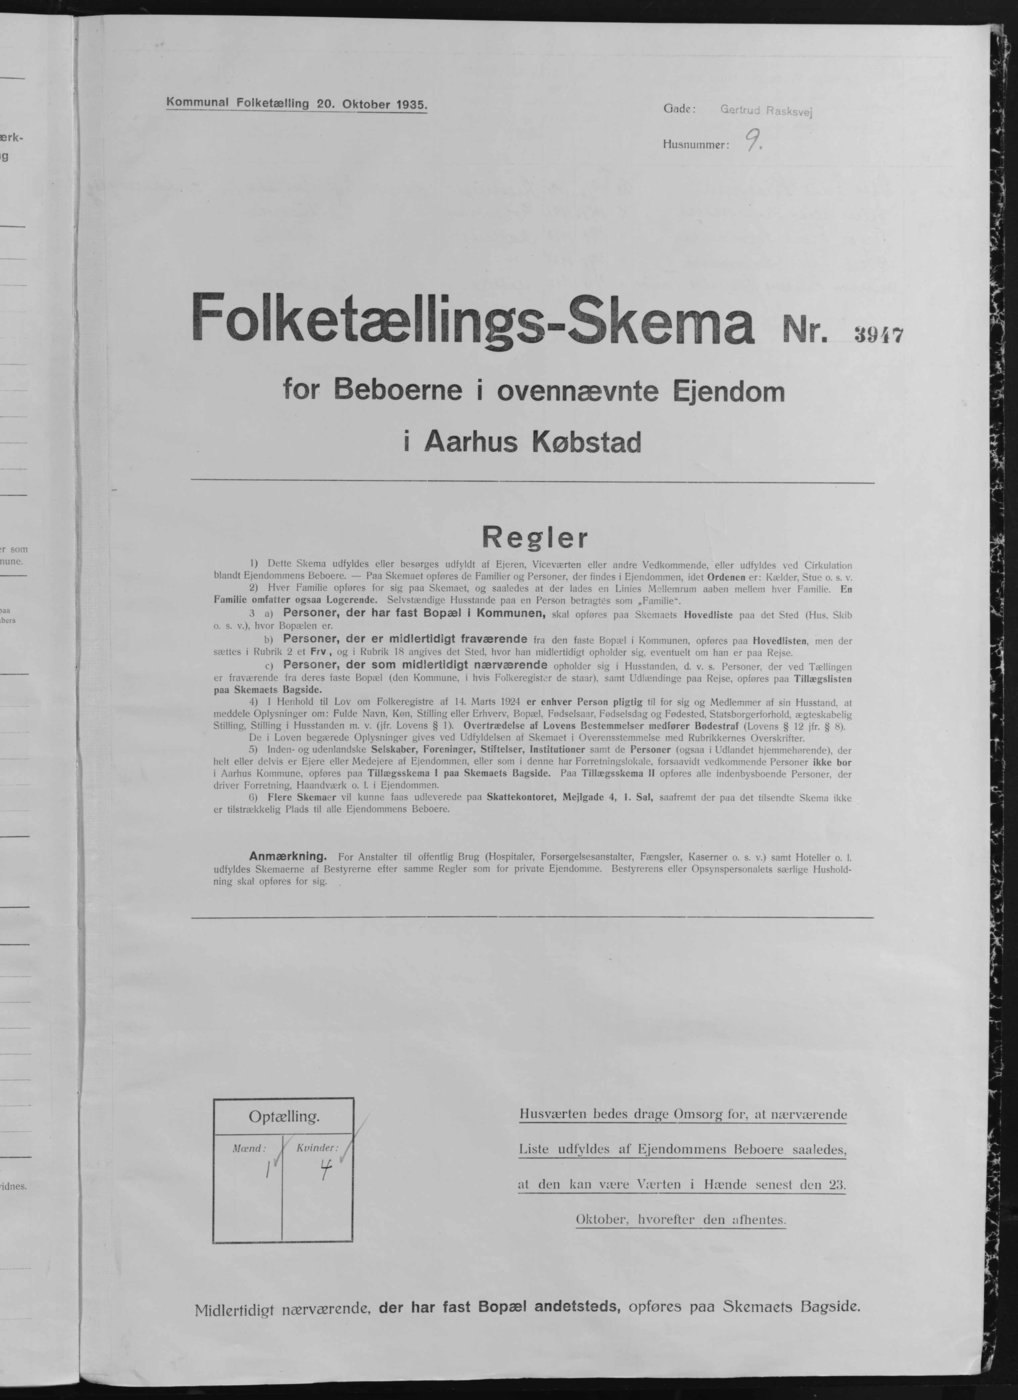 ærk-
g
er som
nune.
paa
bers
vidnes.
Kommunal Folketælling 20. Oktober 1935.
Gade: Gertrud Rasksvej
Husnummer: 9.
Folketællings-Skema Nr. 3947
for Beboerne i ovennævnte Ejendom
i Aarhus Købstad
Regler
1) Dette Skema udfyldes eller besørges udfyldt af Ejeren, Viceværten eller andre Vedkommende, eller udfyldes ved Cirkulation
blandt Ejendommens Beboere. — Paa Skemaet opføres de Familier og Personer, der findes i Ejendommen, idet Ordenen er: Kælder, Stue o. s. v.
2) Hver Familie opføres for sig paa Skemaet, og saaledes at der lades en Linies Mellemrum aaben mellem hver Familie. En
Familie omfatter ogsaa Logerende. Selvstændige Husstande paa en Person betragtes som „Familie“.
3 a) Personer, der har fast Bopæl i Kommunen, skal opføres paa Skemaets Hovedliste paa det Sted (Hus, Skib
o. s. v.), hvor Bopælen er.
b) Personer, der er midlertidigt fraværende fra den faste Bopæl i Kommunen, opføres paa Hovedlisten, men der
sættes i Rubrik 2 et Frv, og i Rubrik 18 angives det Sted, hvor han midlertidigt opholder sig, eventuelt om han er paa Rejse.
c) Personer, der som midlertidigt nærværende opholder sig i Husstanden, d. v. s. Personer, der ved Tællingen
er fraværende fra deres faste Bopæl (den Kommune, i hvis Folkeregister de staar), samt Udlændinge paa Rejse, opføres paa Tillægslisten
paa Skemaets Bagside.
4) I Henhold til Lov om Folkeregistre af 14. Marts 1924 er enhver Person pligtig til for sig og Medlemmer af sin Husstand, at
meddele Oplysninger om: Fulde Navn, Køn, Stilling eller Erhverv, Bopæl, Fødselsaar, Fødselsdag og Fødested, Statsborgerforhold, ægteskabelig
Stilling, Stilling i Husstanden m. v. (jfr. Lovens § 1). Overtrædelse af Lovens Bestemmelser medfører Bødestraf (Lovens § 12 jfr. § 8).
De i Loven begærede Oplysninger gives ved Udfyldelsen af Skemaet i Overensstemmelse med Rubrikkernes Overskrifter.
5) Inden- og udenlandske Selskaber, Foreninger, Stiftelser, Institutioner samt de Personer (ogsaa i Udlandet hjemmehørende), der
helt eller delvis er Ejere eller Medejere af Ejendommen, eller som i denne har Forretningslokale, forsaavidt vedkommende Personer ikke bor
i Aarhus Kommune, opføres paa Tillægsskema I paa Skemaets Bagside. Paa Tillægsskema II opføres alle indenbysboende Personer, der
driver Forretning, Haandværk o. l. i Ejendommen.
6) Flere Skemaer vil kunne faas udleverede paa Skattekontoret, Mejlgade 4, 1. Sal, saafremt der paa det tilsendte Skema ikke
er tilstrækkelig Plads til alle Ejendommens Beboere.
Anmærkning. For Anstalter til offentlig Brug (Hospitaler, Forsørgelsesanstalter, Fængsler, Kaserner o. s. v.) samt Hoteller o. l.
udfyldes Skemaerne af Bestyrerne efter samme Regler som for private Ejendomme. Bestyrerens eller Opsynspersonalets særlige Hushold-
ning skal opføres for sig.
Optælling.
Mænd: Kvinder:
1 4
Husværten bedes drage Omsorg for, at nærværende
Liste udfyldes af Ejendommens Beboere saaledes,
at den kan være Værten i Hænde senest den 23.
Oktober, hvorefter den afhentes.
Midlertidigt nærværende, der har fast Bopæl andetsteds, opføres paa Skemaets Bagside.